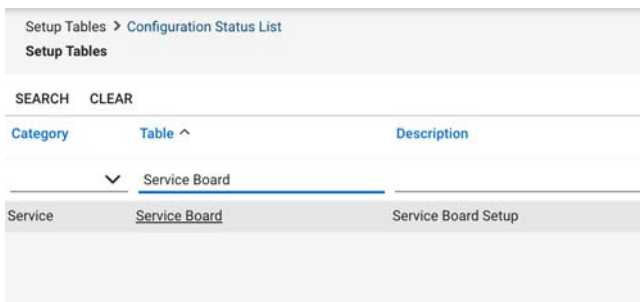 Setup Tables > Configuration Status List
Setup Tables
SEARCH CLEAR
Category Table Description
Service Board
Service Service Board Service Board Setup